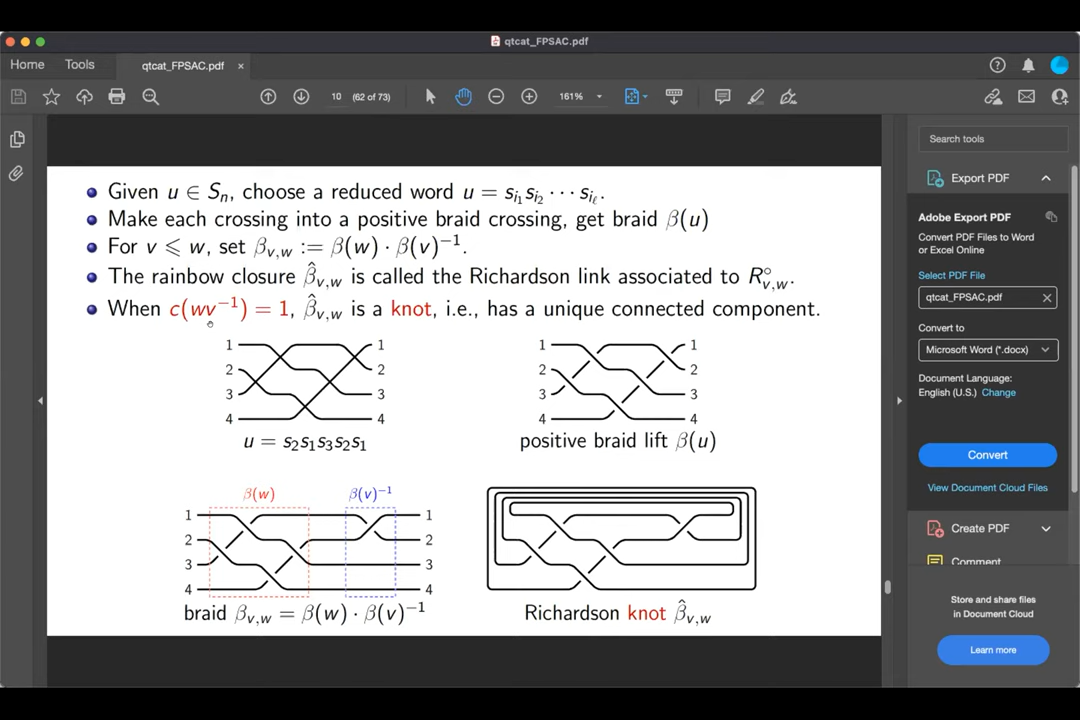 qtcat_FPSAC.pdf
Home Tools qtcat_FPSAC.pdf ×
10 (62 of 73) 161%
Search tools
Export PDF
Adobe Export PDF
Convert PDF Files to Word
or Excel Online
Select PDF File
qtcat_FPSAC.pdf
Convert to
Microsoft Word (*.docx)
Document Language:
English (U.S.) Change
Convert
View Document Cloud Files
Create PDF
Comment
Store and share files
in Document Cloud
Learn more
Given u ∈ Sₙ, choose a reduced word u = s_{i₁}s_{i₂} ⋯ s_{i_ℓ}.
Make each crossing into a positive braid crossing, get braid β(u)
For v ⩽ w, set β_{v,w} := β(w) · β(v)⁻¹.
The rainbow closure β̂_{v,w} is called the Richardson link associated to R°_{v,w}.
When c(wv⁻¹) = 1, β̂_{v,w} is a knot, i.e., has a unique connected component.
1 1 1 1
2 2 2 2
3 3 3 3
4 4 4 4
u = s₂s₁s₃s₂s₁
positive braid lift β(u)
β(w) β(v)⁻¹
1 1
2 2
3 3
4 4
braid β_{v,w} = β(w) · β(v)⁻¹
Richardson knot β̂_{v,w}